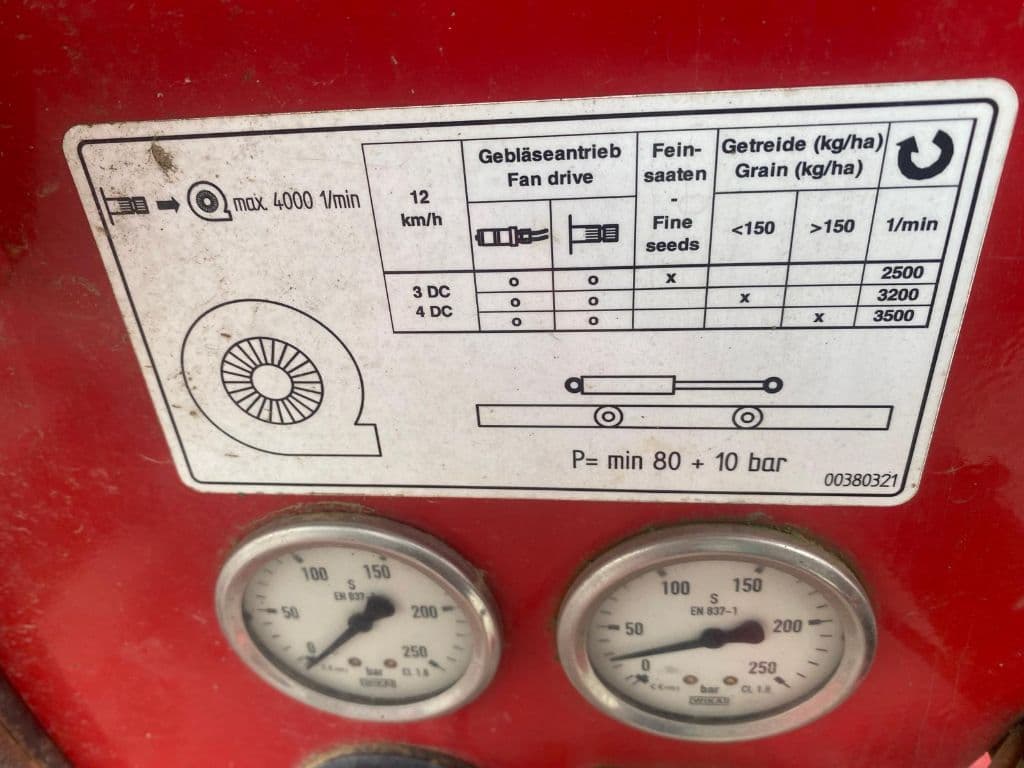 max. 4000 1/min
12
km/h
Gebläseantrieb
Fan drive
Fein-
saaten
-
Fine
seeds
Getreide (kg/ha)
Grain (kg/ha)
<150
>150
1/min
3 DC
4 DC
o o x 2500
o o x 3200
o o x 3500
P= min 80 + 10 bar
00380321
100 150
S
EN 837-1
50 200
0 250
bar CL 1.6
WIKA
100 150
S
EN 837-1
50 200
0 250
bar CL 1.6
WIKA